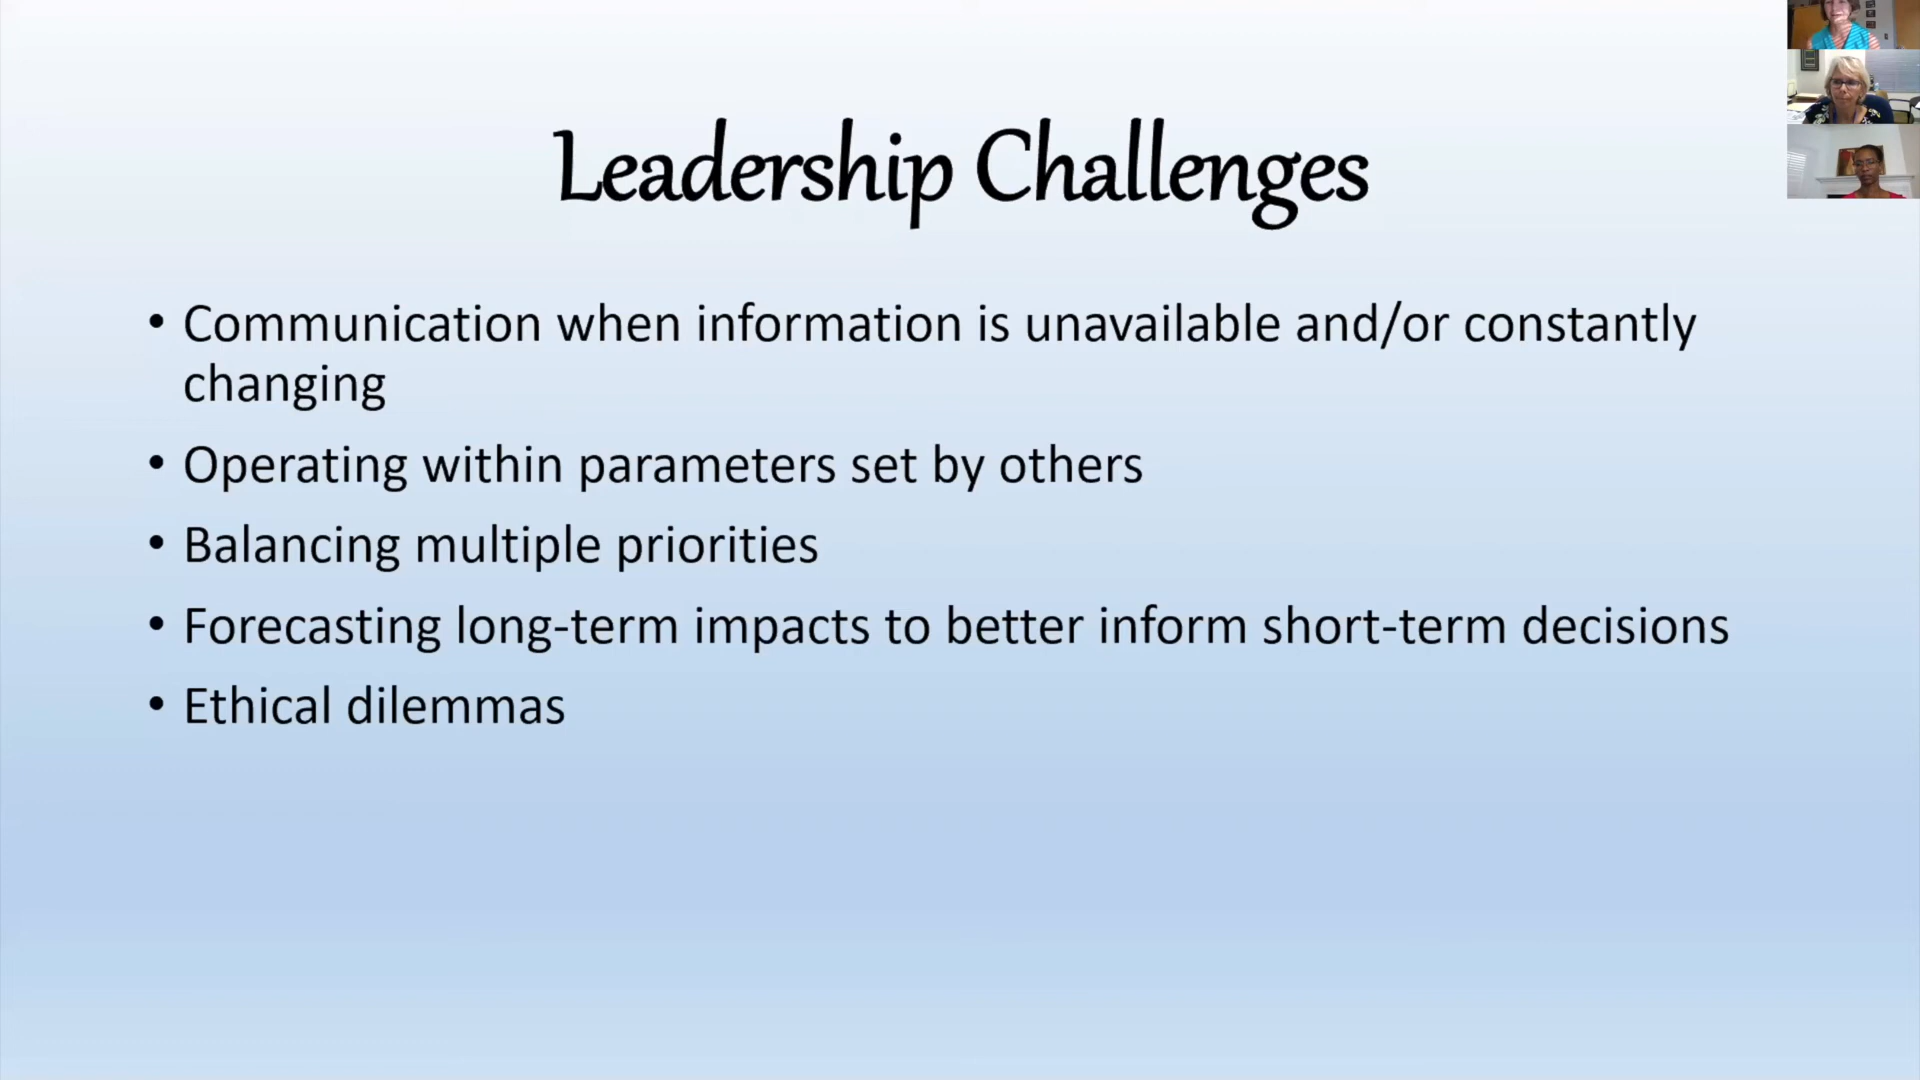 Leadership Challenges
• Communication when information is unavailable and/or constantly
changing
• Operating within parameters set by others
• Balancing multiple priorities
• Forecasting long-term impacts to better inform short-term decisions
• Ethical dilemmas